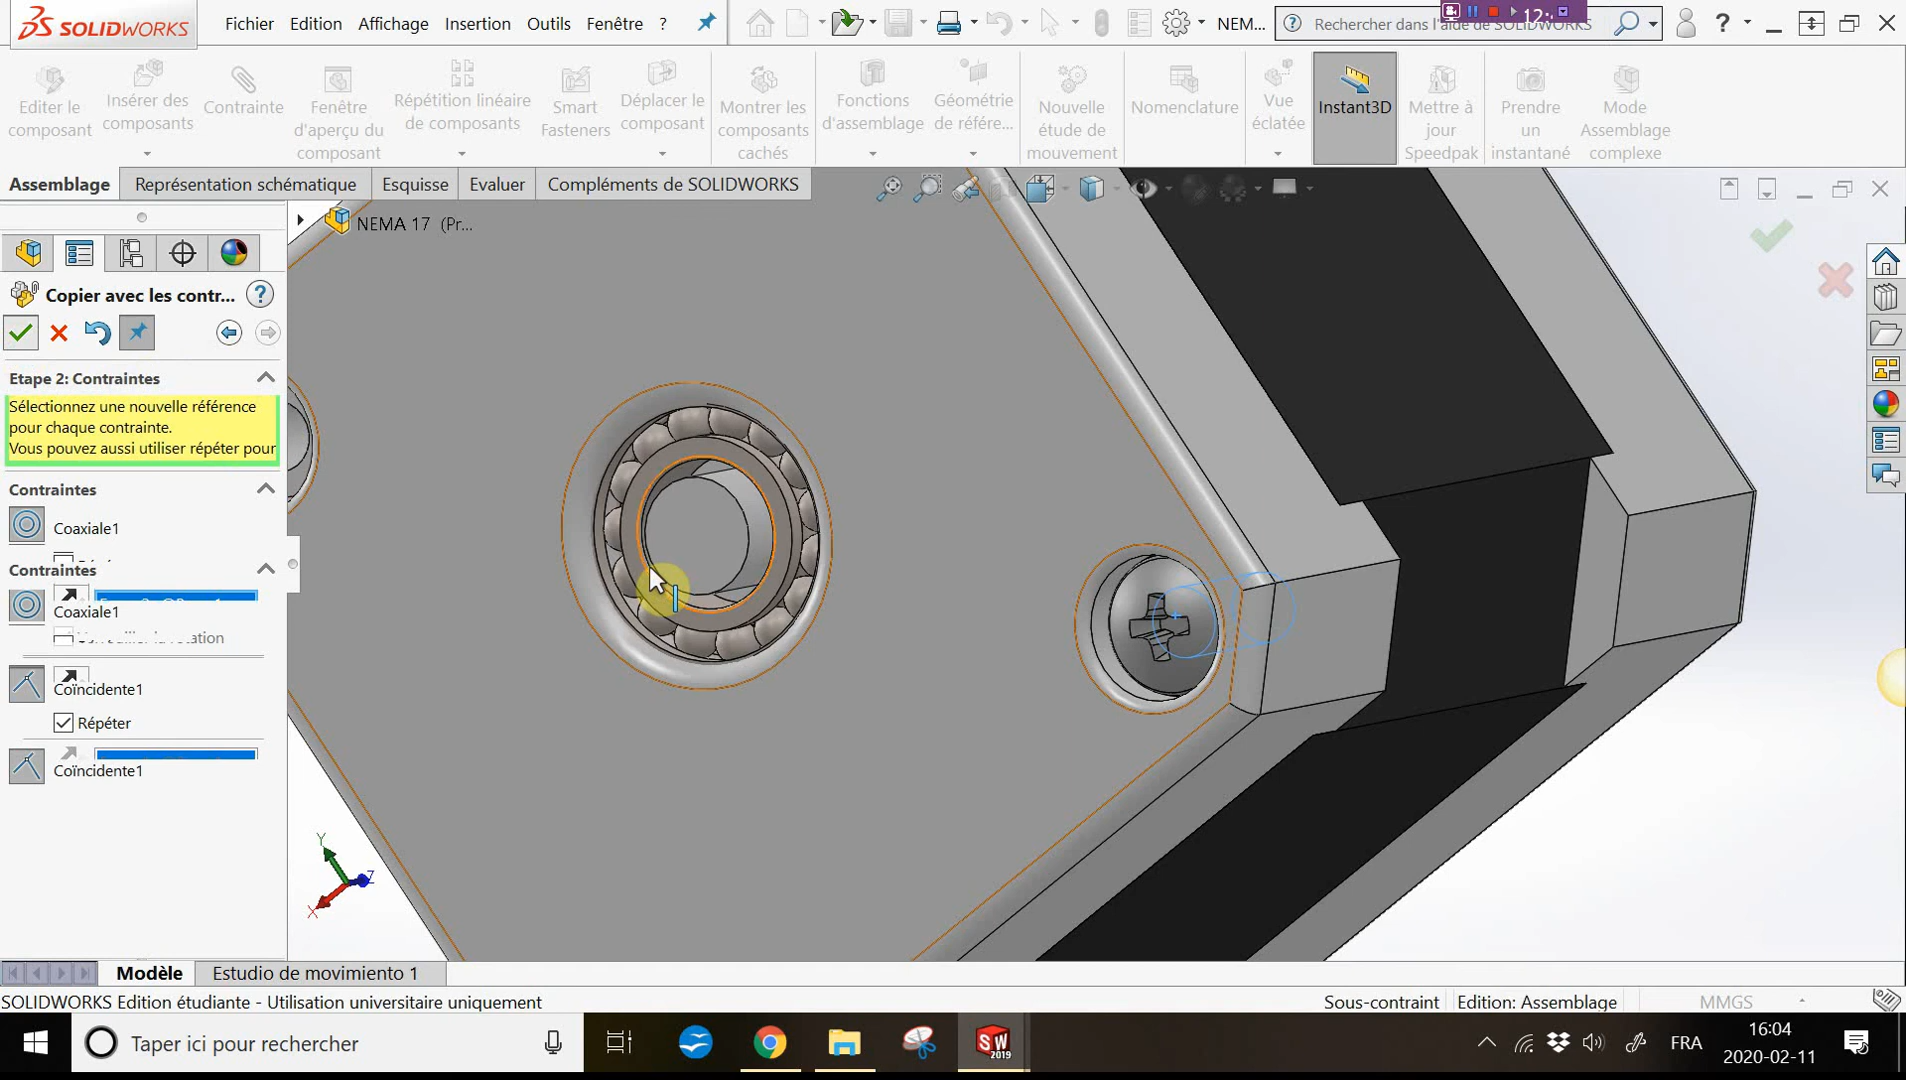 SOLIDWORKS
Fichier
Edition
Affichage
Insertion
Outils
Fenêtre
?
NEM...
Rechercher dans l'aide de SOLIDWORKS
?
Editer le
composant
Insérer des
composants
Contrainte
Fenêtre
d'aperçu du
composant
Répétition linéaire
de composants
Smart
Fasteners
Déplacer le
composant
Montrer les
composants
cachés
Fonctions
d'assemblage
Géométrie
de référe...
Nouvelle
étude de
mouvement
Nomenclature
Vue
éclatée
Instant3D
Mettre à
jour
Speedpak
Prendre
un
instantané
Mode
Assemblage
complexe
Assemblage
Représentation schématique
Esquisse
Evaluer
Compléments de SOLIDWORKS
NEMA 17 (Pr...
Copier avec les contr...
?
Etape 2: Contraintes
Sélectionnez une nouvelle référence
pour chaque contrainte.
Vous pouvez aussi utiliser répéter pour
Contraintes
Coaxiale1
Contraintes
Coaxiale1
la rotation
Coïncidente1
Répéter
Coïncidente1
Y
Z
X
Modèle
Estudio de movimiento 1
SOLIDWORKS Edition étudiante - Utilisation universitaire uniquement
Sous-contraint
Edition: Assemblage
MMGS
Taper ici pour rechercher
SW
2019
FRA
16:04
2020-02-11